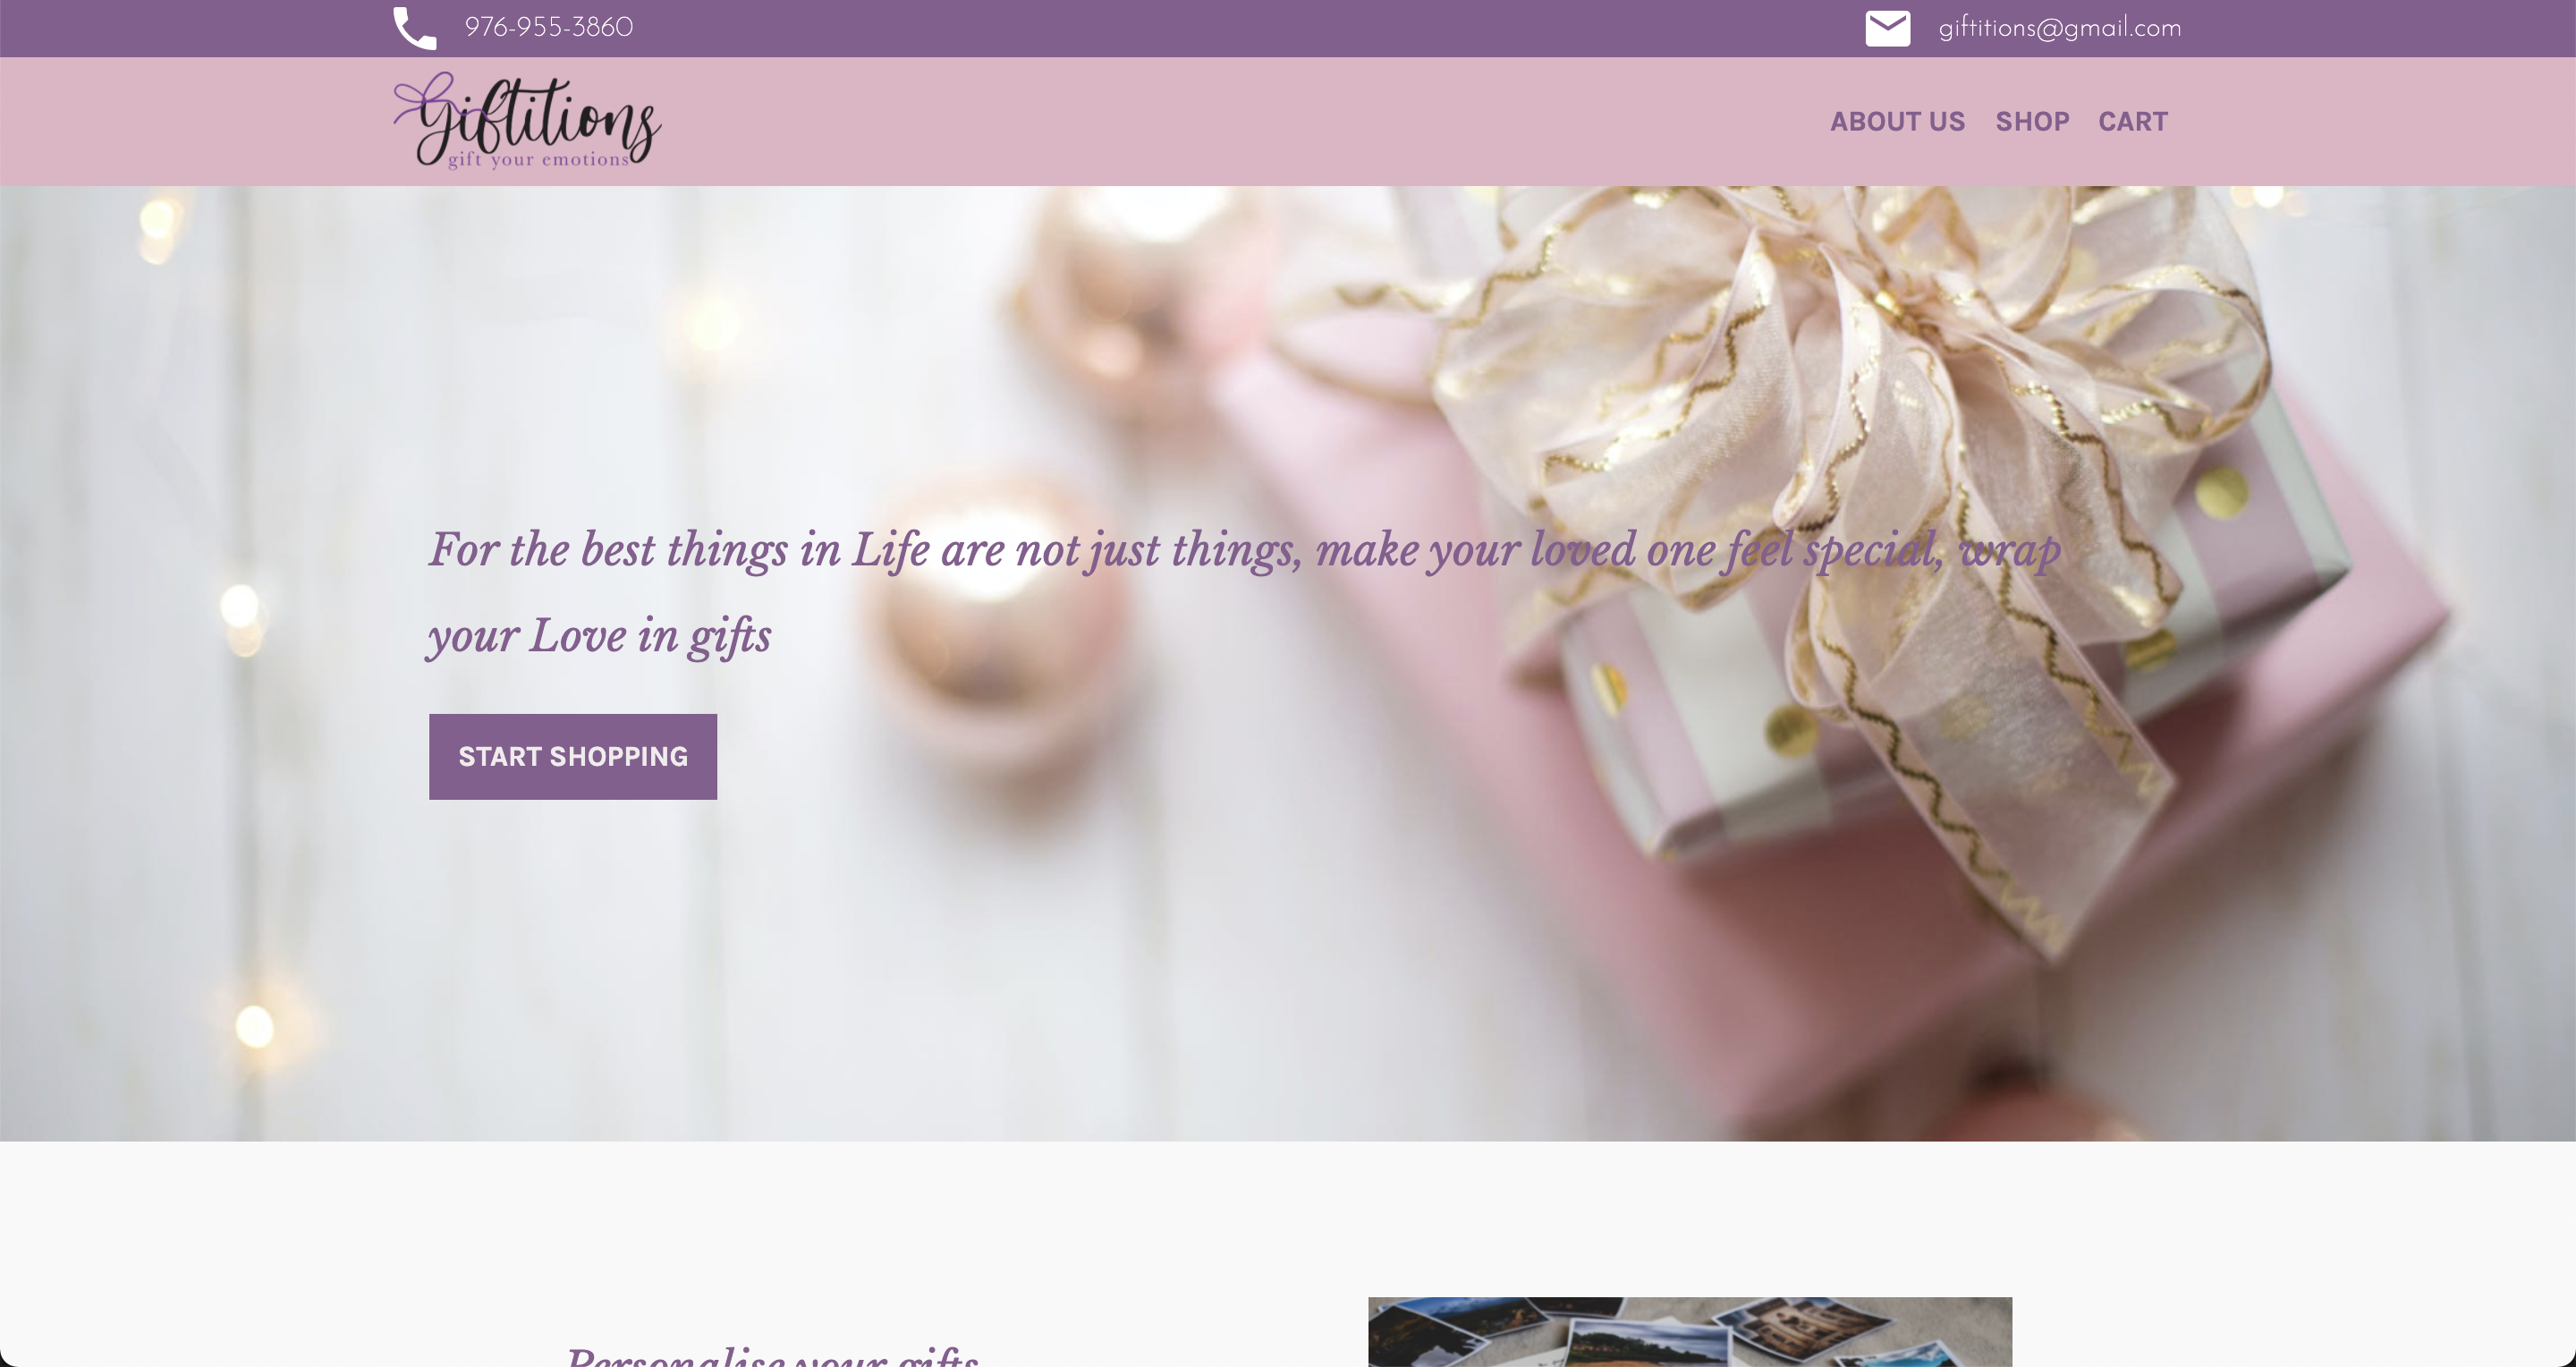 976-955-3860
giftitions@gmail.com
giftitions
gift your emotions
ABOUT US
SHOP
CART
For the best things in Life are not just things, make your loved one feel special, wrap
your Love in gifts
START SHOPPING
Personalise your gifts